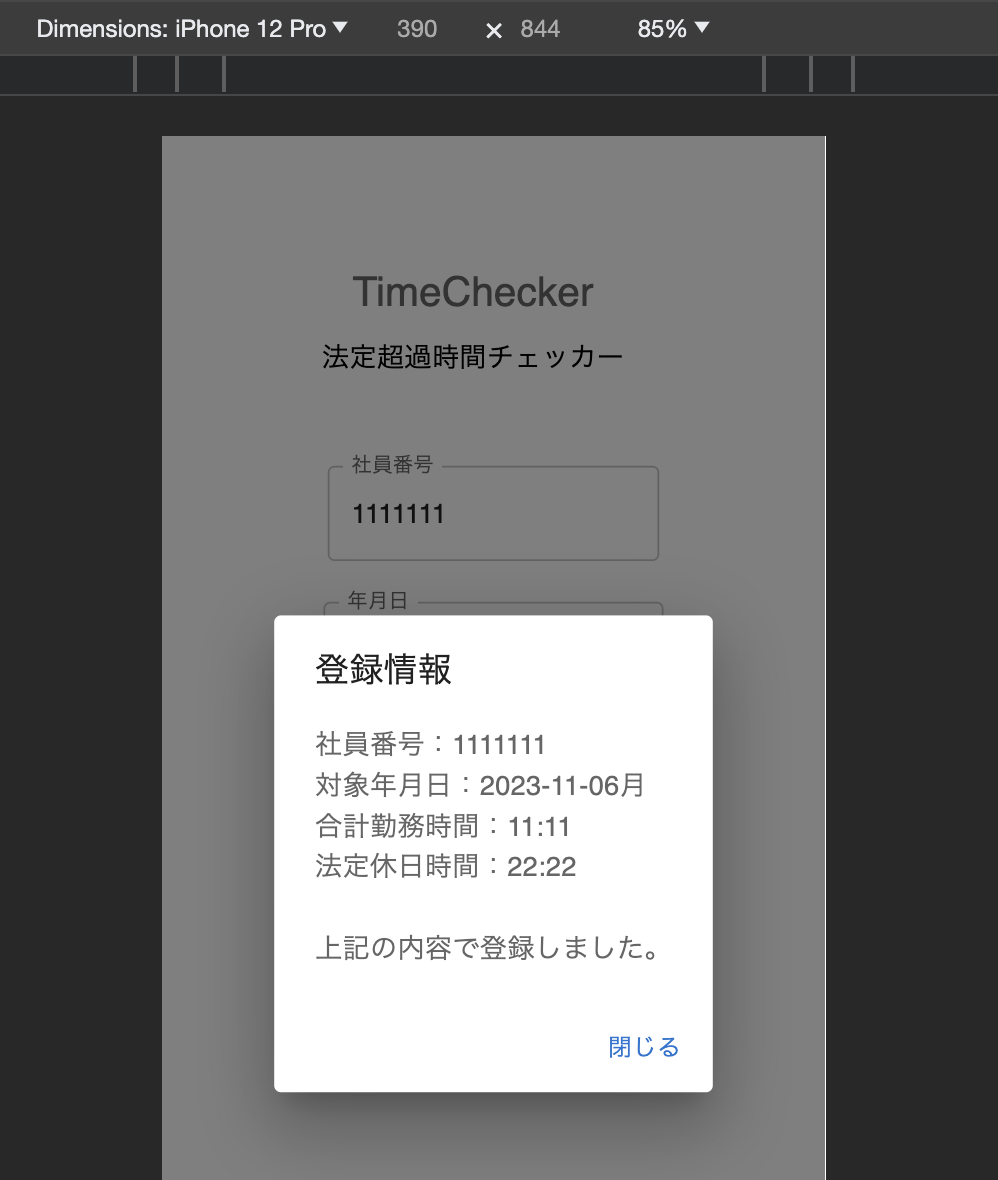 Dimensions: iPhone 12 Pro ▼ 390 × 844 85% ▼
TimeChecker
法定超過時間チェッカー
社員番号
1111111
年月日
登録情報
社員番号：1111111
対象年月日：2023-11-06月
合計勤務時間：11:11
法定休日時間：22:22
上記の内容で登録しました。
閉じる